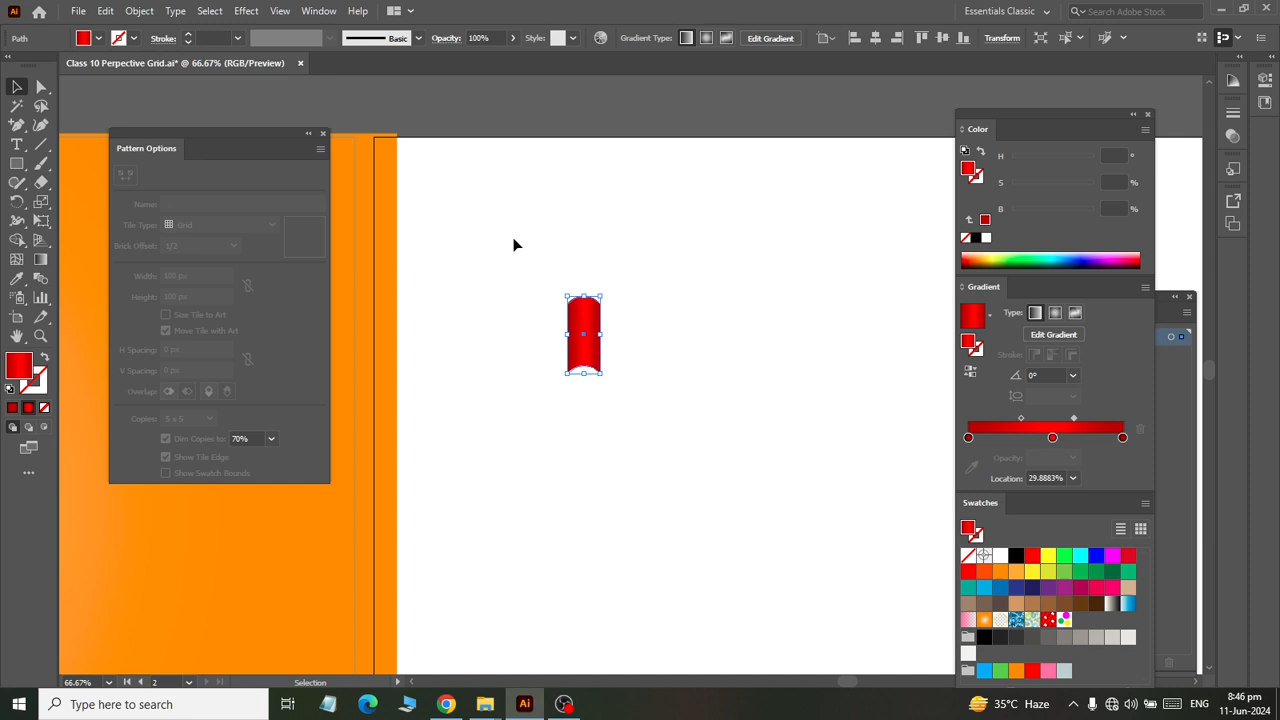 Ai
File Edit Object Type Select Effect View Window Help
Essentials Classic
Search Adobe Stock
Path
Stroke:
Basic
Opacity: 100%
Style:
Gradient Type:
Edit Gradient
Transform
Class 10 Perpective Grid.ai* @ 66.67% (RGB/Preview)
Pattern Options
Name:
Tile Type: Grid
Brick Offset: 1/2
Width: 100 px
Height: 100 px
Size Tile to Art
Move Tile with Art
H Spacing: 0 px
V Spacing: 0 px
Overlap:
Copies: 5 x 5
Dim Copies to: 70%
Show Tile Edge
Show Swatch Bounds
Color
H °
S %
B %
Gradient
Type:
Edit Gradient
Stroke:
0°
Opacity:
Location: 29.8883%
Swatches
66.67% 2 Selection
Type here to search
Ai
35°C Haze
ENG
8:46 pm
11-Jun-2024